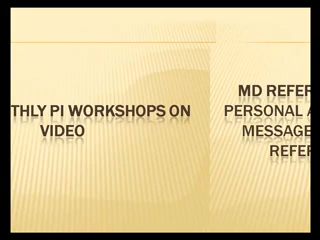 THLY PI WORKSHOPS ON
VIDEO
MD REFER
PERSONAL A
MESSAGE
REFER